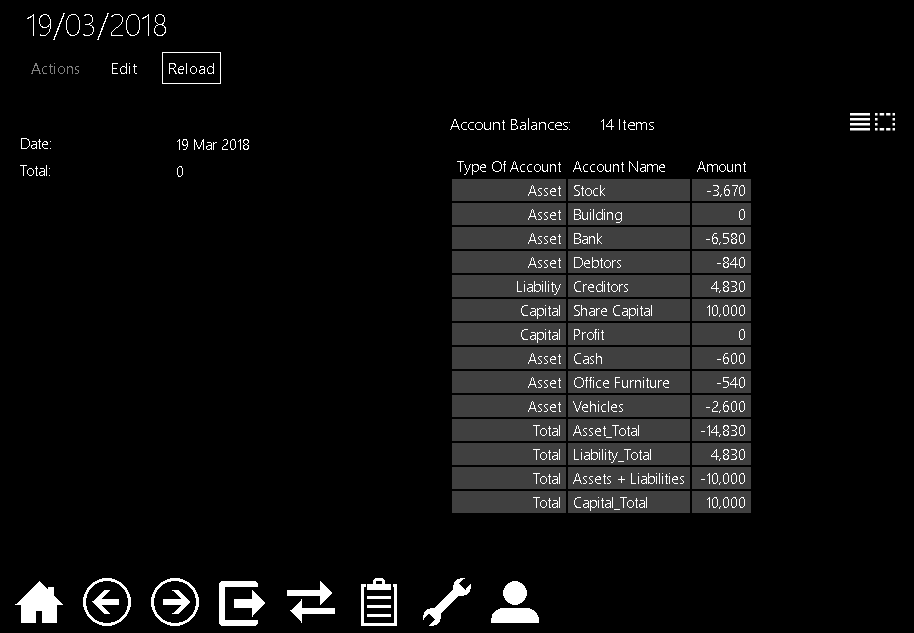 19/03/2018
Actions Edit Reload
Account Balances: 14 Items
Date: 19 Mar 2018
Total: 0
Type Of Account Account Name Amount
Asset Stock -3,670
Asset Building 0
Asset Bank -6,580
Asset Debtors -840
Liability Creditors 4,830
Capital Share Capital 10,000
Capital Profit 0
Asset Cash -600
Asset Office Furniture -540
Asset Vehicles -2,600
Total Asset_Total -14,830
Total Liability_Total 4,830
Total Assets + Liabilities -10,000
Total Capital_Total 10,000